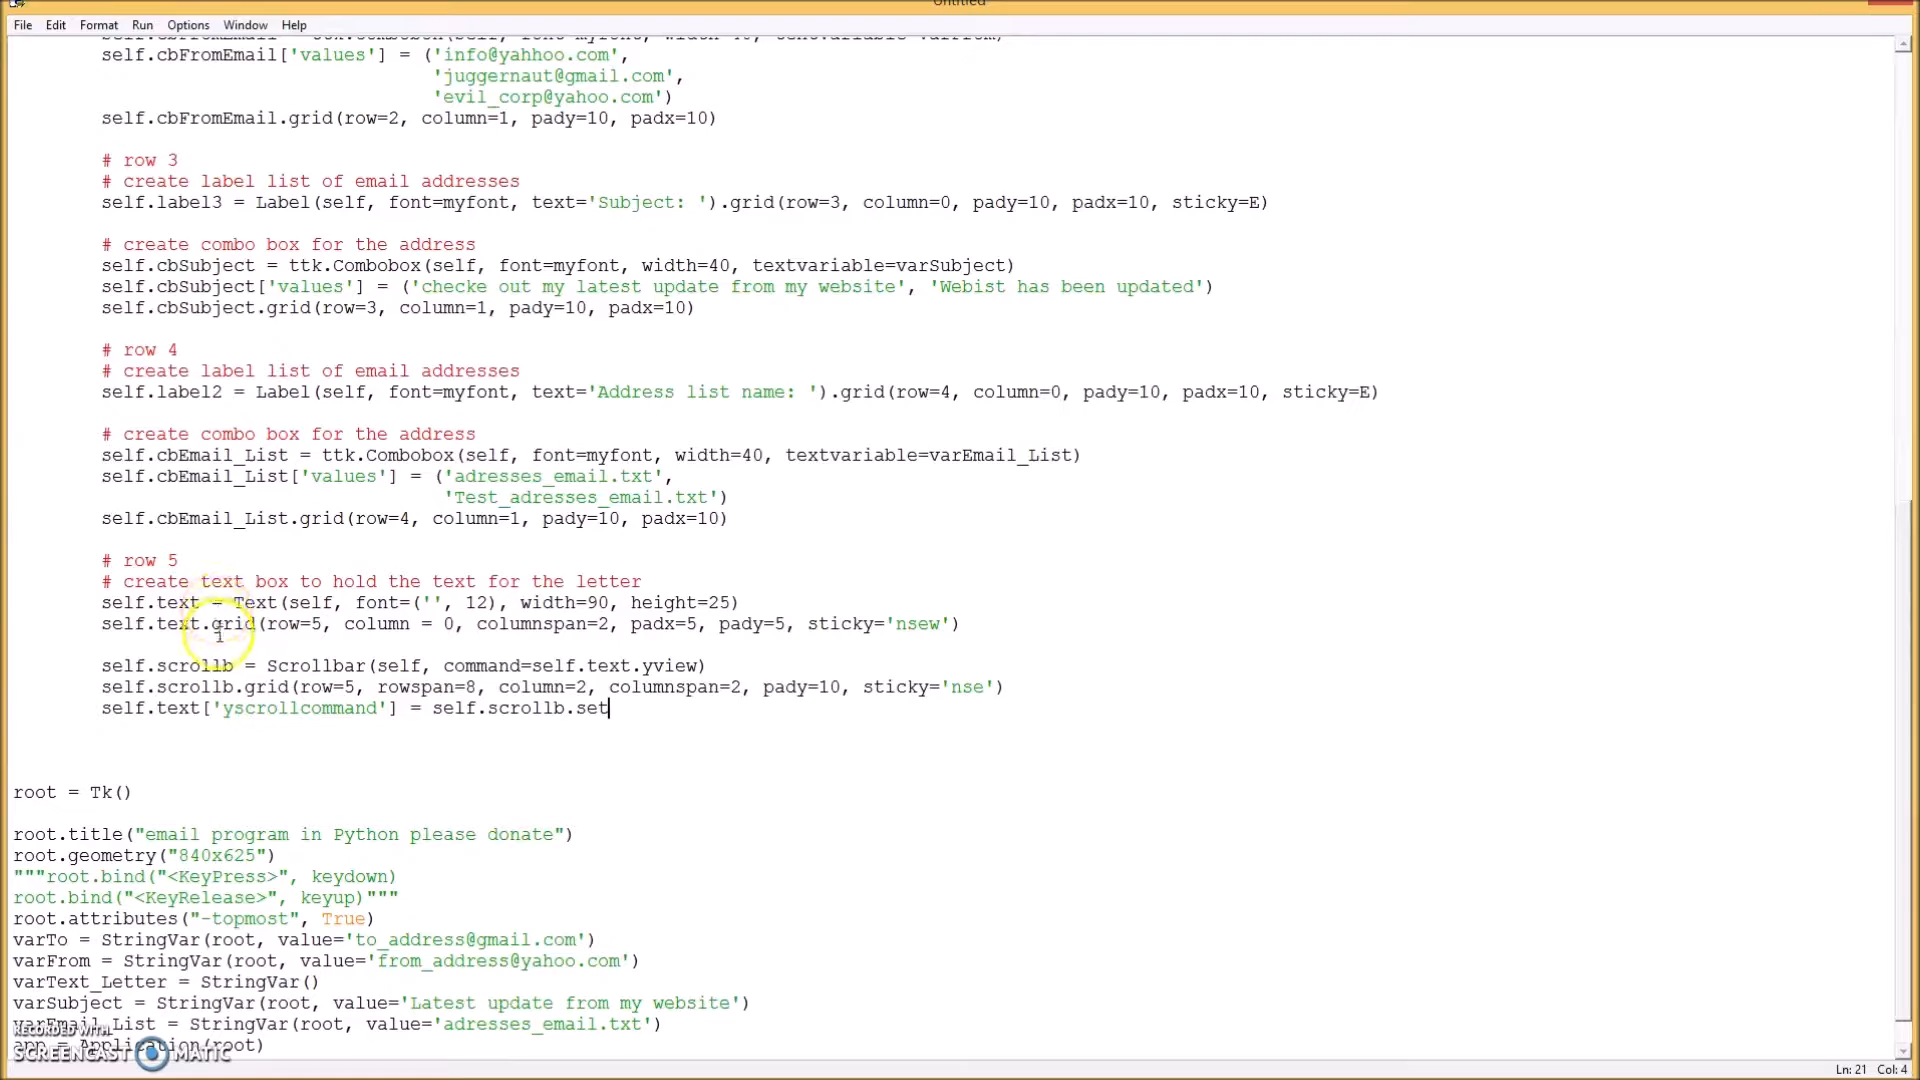 Untitled
File Edit Format Run Options Window Help
self.cbFromEmail['values'] = ('info@yahhoo.com',
'juggernaut@gmail.com',
'evil_corp@yahoo.com')
self.cbFromEmail.grid(row=2, column=1, pady=10, padx=10)
# row 3
# create label list of email addresses
self.label3 = Label(self, font=myfont, text='Subject: ').grid(row=3, column=0, pady=10, padx=10, sticky=E)
# create combo box for the address
self.cbSubject = ttk.Combobox(self, font=myfont, width=40, textvariable=varSubject)
self.cbSubject['values'] = ('checke out my latest update from my website', 'Webist has been updated')
self.cbSubject.grid(row=3, column=1, pady=10, padx=10)
# row 4
# create label list of email addresses
self.label2 = Label(self, font=myfont, text='Address list name: ').grid(row=4, column=0, pady=10, padx=10, sticky=E)
# create combo box for the address
self.cbEmail_List = ttk.Combobox(self, font=myfont, width=40, textvariable=varEmail_List)
self.cbEmail_List['values'] = ('adresses_email.txt',
'Test_adresses_email.txt')
self.cbEmail_List.grid(row=4, column=1, pady=10, padx=10)
# row 5
# create text box to hold the text for the letter
self.text = Text(self, font=('', 12), width=90, height=25)
self.text.grid(row=5, column = 0, columnspan=2, padx=5, pady=5, sticky='nsew')
self.scrollb = Scrollbar(self, command=self.text.yview)
self.scrollb.grid(row=5, rowspan=8, column=2, columnspan=2, pady=10, sticky='nse')
self.text['yscrollcommand'] = self.scrollb.set
root = Tk()
root.title("email program in Python please donate")
root.geometry("840x625")
"""root.bind("<KeyPress>", keydown)
root.bind("<KeyRelease>", keyup)"""
root.attributes("-topmost", True)
varTo = StringVar(root, value='to_address@gmail.com')
varFrom = StringVar(root, value='from_address@yahoo.com')
varText_Letter = StringVar()
varSubject = StringVar(root, value='Latest update from my website')
varEmail_List = StringVar(root, value='adresses_email.txt')
app = Application(root)
RECORDED WITH
SCREENCAST MATIC
Ln: 21 Col: 4